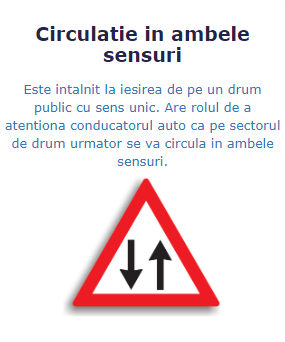 Circulatie in ambele
sensuri
Este intalnit la iesirea de pe un drum
public cu sens unic. Are rolul de a
atentiona conducatorul auto ca pe sectorul
de drum urmator se va circula in ambele
sensuri.